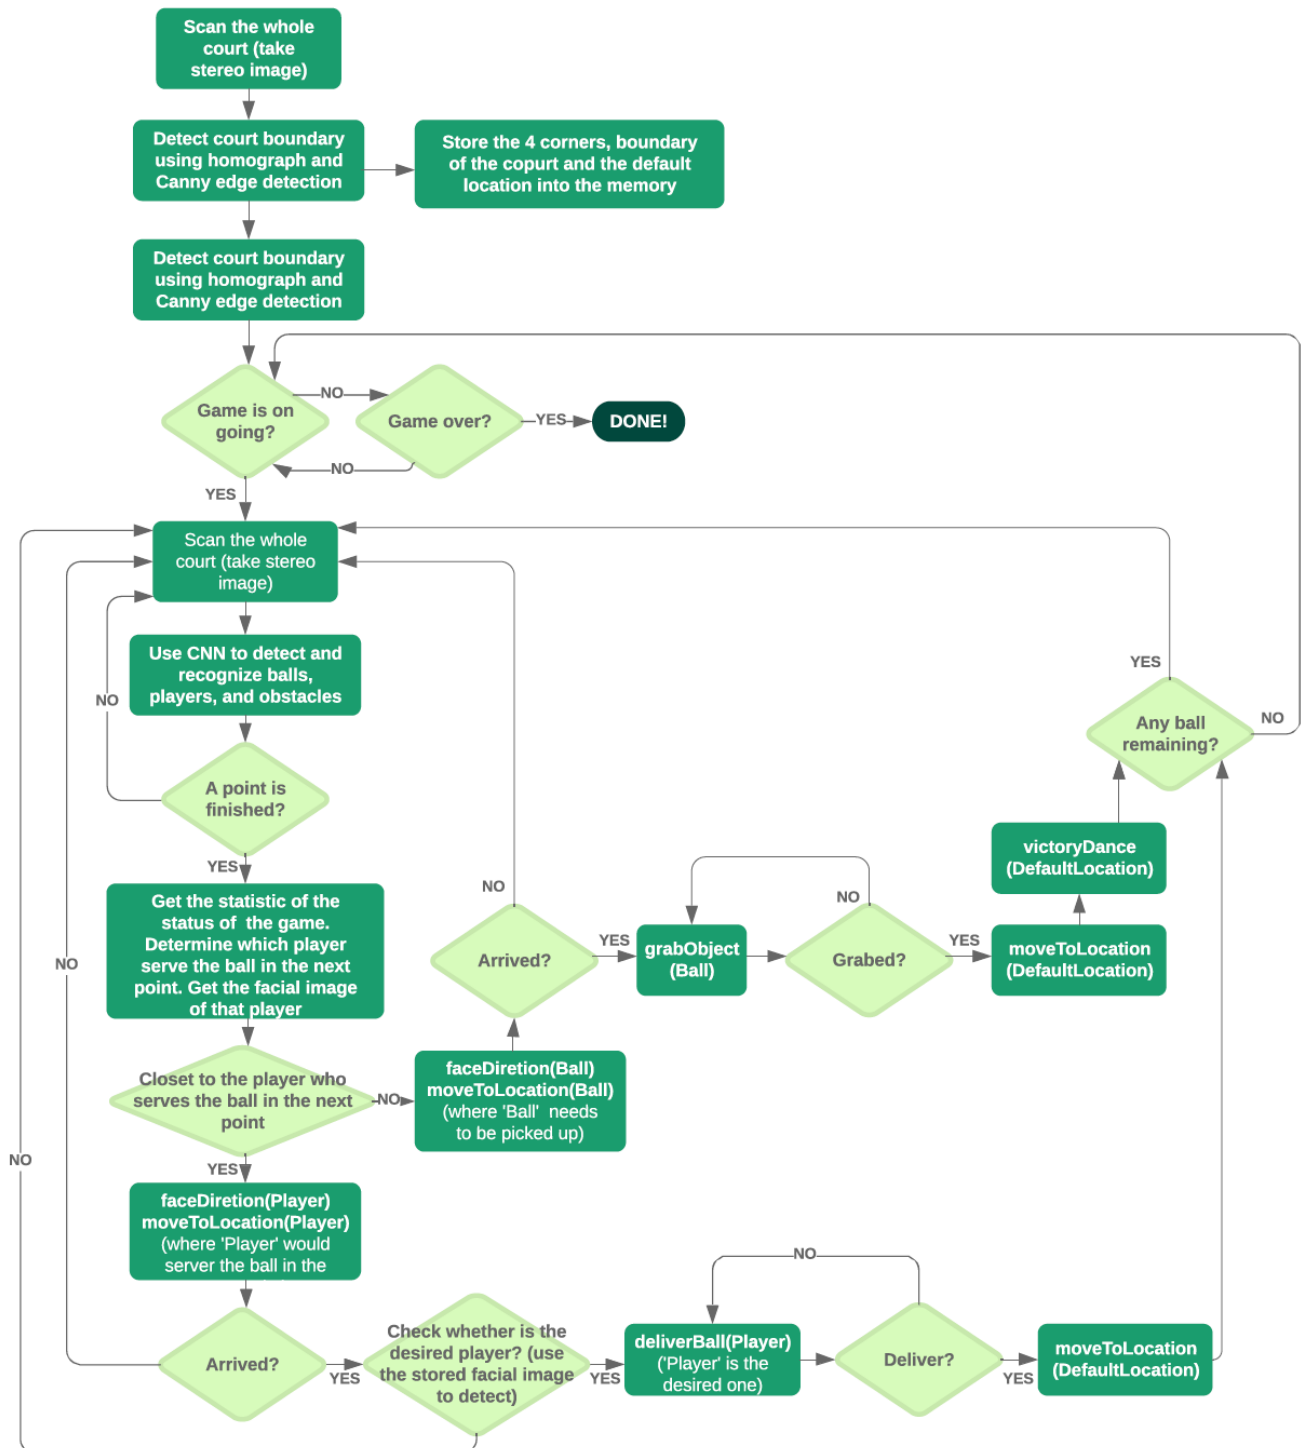 Scan the whole
court (take
stereo image)
Detect court boundary
using homograph and
Canny edge detection
Store the 4 corners, boundary
of the copurt and the default
location into the memory
Detect court boundary
using homograph and
Canny edge detection
Game is on
going?
NO
Game over?
YES
DONE!
NO
YES
Scan the whole
court (take stereo
image)
Use CNN to detect and
recognize balls,
players, and obstacles
NO
A point is
finished?
YES
Get the statistic of the
status of the game.
Determine which player
serve the ball in the next
point. Get the facial image
of that player
NO
Closet to the player who
serves the ball in the next
point
NO
faceDiretion(Ball)
moveToLocation(Ball)
(where 'Ball' needs
to be picked up)
NO
Arrived?
YES
grabObject
(Ball)
NO
Grabed?
YES
moveToLocation
(DefaultLocation)
victoryDance
(DefaultLocation)
YES
Any ball
remaining?
NO
NO
YES
faceDiretion(Player)
moveToLocation(Player)
(where 'Player' would
server the ball in the
Arrived?
YES
Check whether is the
desired player? (use
the stored facial image
to detect)
YES
deliverBall(Player)
('Player' is the
desired one)
NO
Deliver?
YES
moveToLocation
(DefaultLocation)